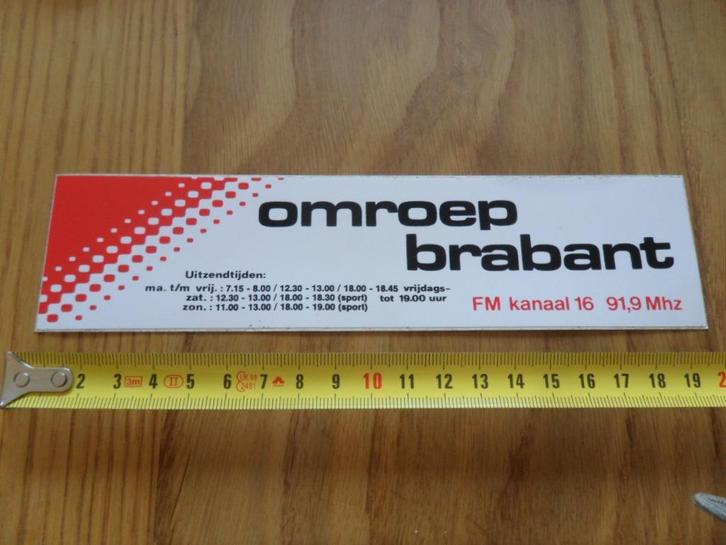 omroep
brabant
Uitzendtijden:
ma. t/m vrij. : 7.15 - 8.00 / 12.30 - 13.00 / 18.00 - 18.45 vrijdags-
zat. : 12.30 - 13.00 / 18.00 - 18.30 (sport) tot 19.00 uur
zon. : 11.00 - 13.00 / 18.00 - 19.00 (sport)
FM kanaal 16 91,9 Mhz
2 3 3m 4 II 5 6 7 8 9 10 11 12 13 14 15 16 17 18 19 2